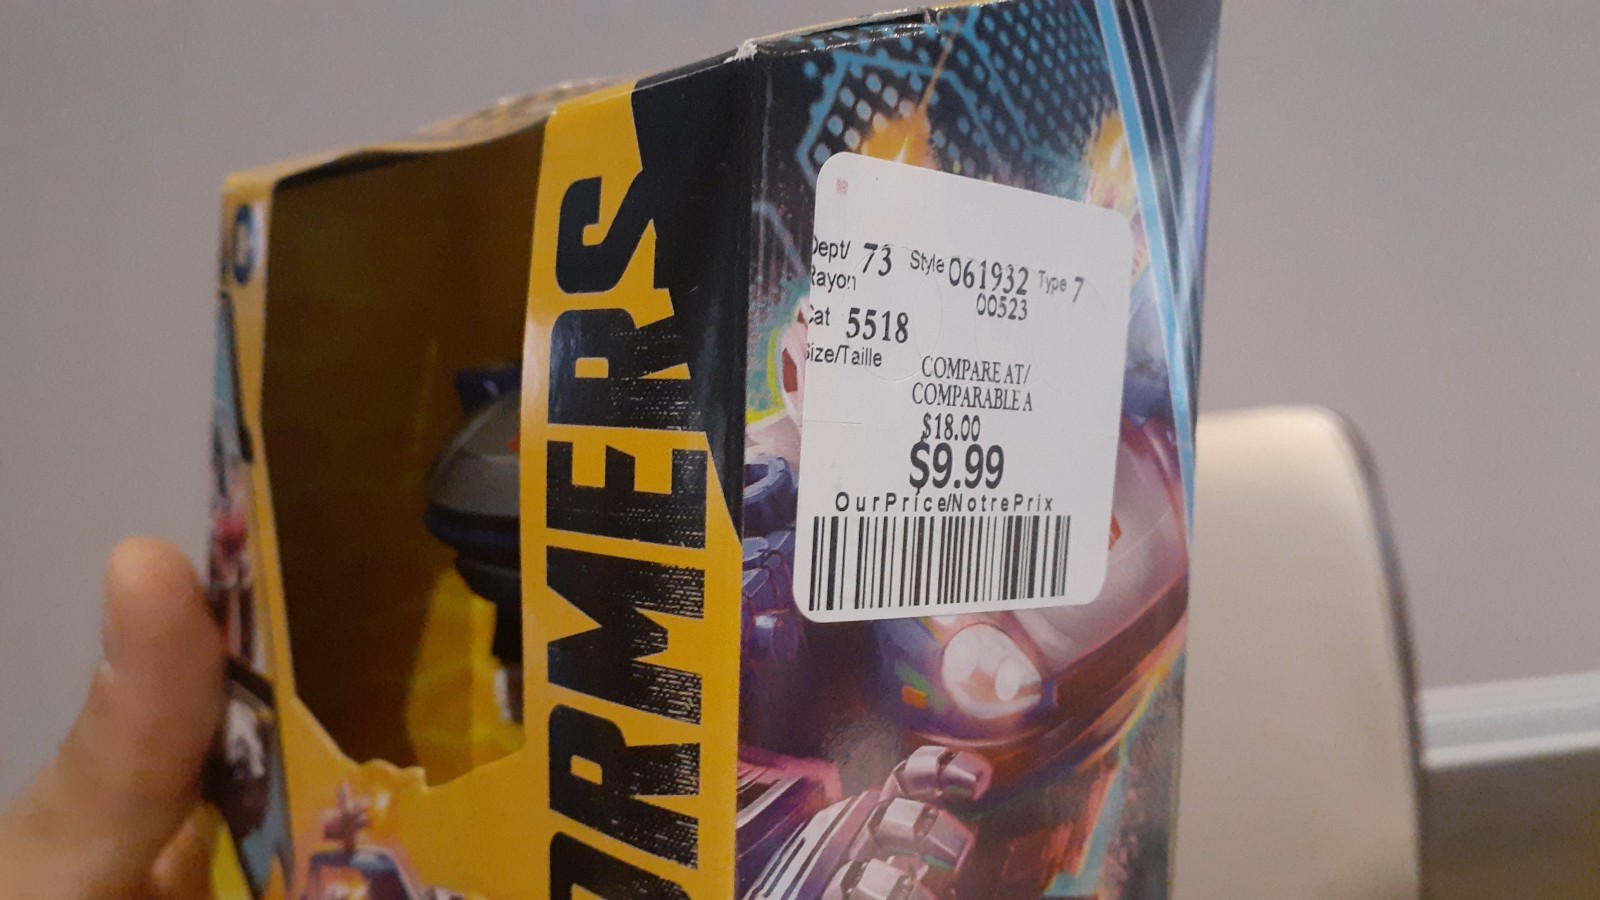 ORMERS
Dept/ 73 Style 061932 Type 7
Rayon 00523
Cat 5518
Size/Taille
COMPARE AT/
COMPARABLE A
$18.00
$9.99
OurPrice/NotrePrix